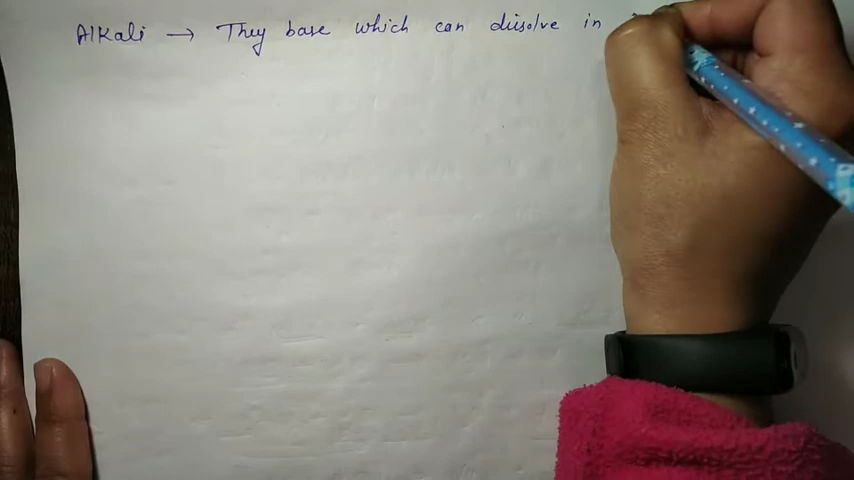 Alkali → They base which can dissolve in